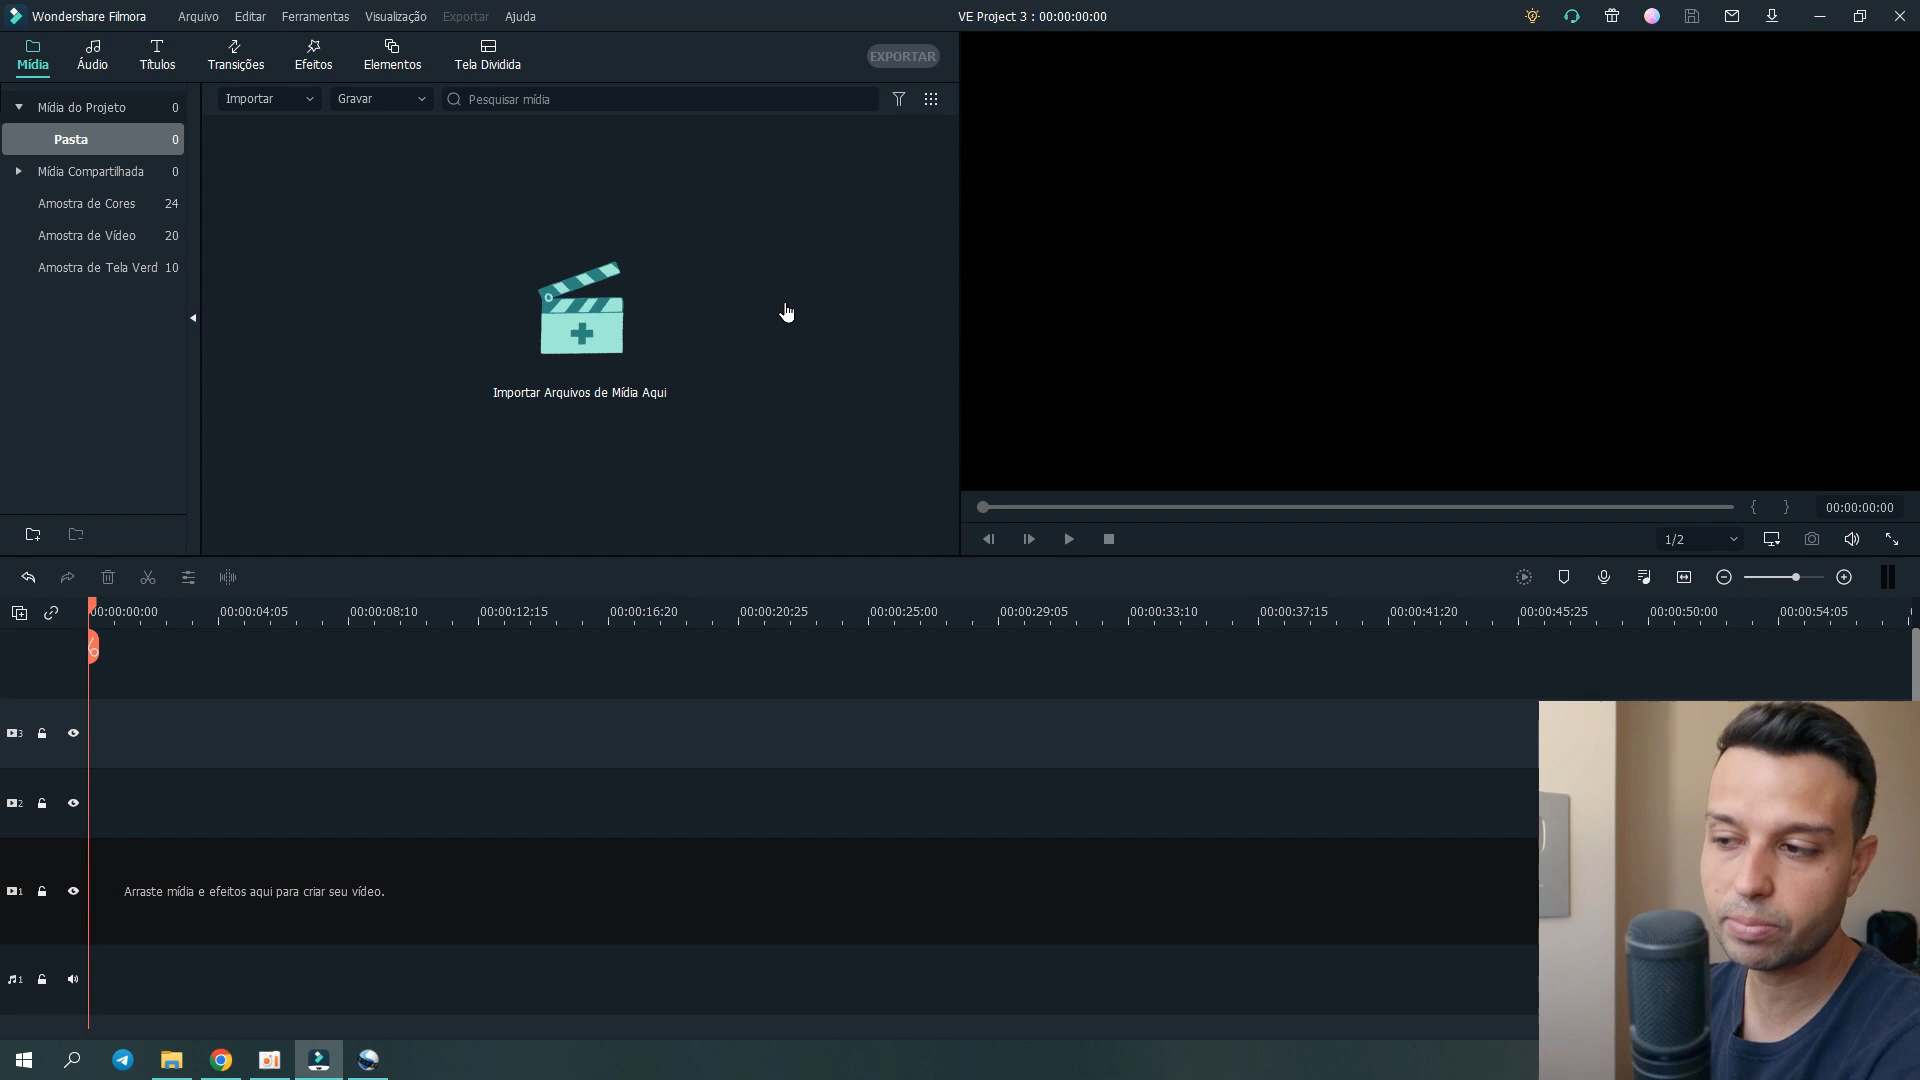 Wondershare Filmora
Arquivo Editar Ferramentas Visualização Exportar Ajuda
VE Project 3 : 00:00:00:00
Mídia Áudio Títulos Transições Efeitos Elementos Tela Dividida
EXPORTAR
Mídia do Projeto 0
Importar Gravar Pesquisar mídia
Pasta 0
Mídia Compartilhada 0
Amostra de Cores 24
Amostra de Vídeo 20
Amostra de Tela Verd 10
Importar Arquivos de Mídia Aqui
{ } 00:00:00:00
1/2
00:00:00:00 00:00:04:05 00:00:08:10 00:00:12:15 00:00:16:20 00:00:20:25 00:00:25:00 00:00:29:05 00:00:33:10 00:00:37:15 00:00:41:20 00:00:45:25 00:00:50:00 00:00:54:05
3
2
1 Arraste mídia e efeitos aqui para criar seu vídeo.
1